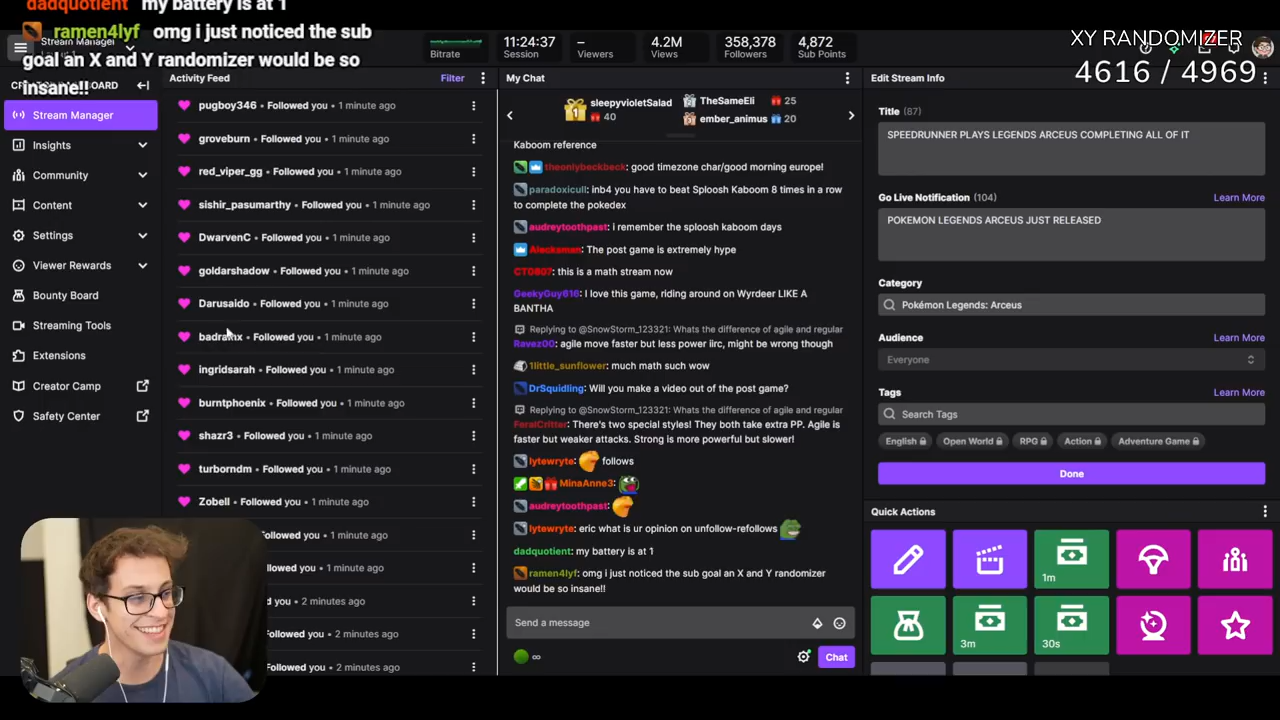 dadquotient my battery is at 1
ramen4lyf omg i just noticed the sub
goal an X and Y randomizer would be so
insane!!
Stream Manager
Bitrate
11:24:37
Session
–
Viewers
4.2M
Views
358,378
Followers
4,872
Sub Points
XY RANDOMIZER
4616 / 4969
Stream Manager
Insights
Community
Content
Settings
Viewer Rewards
Bounty Board
Streaming Tools
Extensions
Creator Camp
Safety Center
Activity Feed
Filter
pugboy346 • Followed you • 1 minute ago
groveburn • Followed you • 1 minute ago
red_viper_gg • Followed you • 1 minute ago
sishir_pasumarthy • Followed you • 1 minute ago
DwarvenC • Followed you • 1 minute ago
goldarshadow • Followed you • 1 minute ago
Darusaido • Followed you • 1 minute ago
• Followed you • 1 minute ago
ingridsarah • Followed you • 1 minute ago
burntphoenix • Followed you • 1 minute ago
shazr3 • Followed you • 1 minute ago
turborndm • Followed you • 1 minute ago
Zobell • Followed you • 1 minute ago
llowed you • 1 minute ago
llowed you • 1 minute ago
d you • 2 minutes ago
Followed you • 2 minutes ago
Followed you • 2 minutes ago
My Chat
sleepyvioletSalad
40
TheSameEli 25
ember_animus 20
Kaboom reference
theonlybeckbeck: good timezone char/good morning europe!
paradoxicull: inb4 you have to beat Sploosh Kaboom 8 times in a row
to complete the pokedex
audreytoothpast: i remember the sploosh kaboom days
Alecksman: The post game is extremely hype
CTG807: this is a math stream now
GeekyGuy616: I love this game, riding around on Wyrdeer LIKE A
BANTHA
Replying to @SnowStorm_123321: Whats the difference of agile and regular
Ravez00: agile move faster but less power iirc, might be wrong though
1little_sunflower: much math such wow
DrSquidling: Will you make a video out of the post game?
Replying to @SnowStorm_123321: Whats the difference of agile and regular
FeralCritter: There's two special styles! They both take extra PP. Agile is
faster but weaker attacks. Strong is more powerful but slower!
lytewryte: follows
MinaAnne3:
audreytoothpast:
lytewryte: eric what is ur opinion on unfollow-refollows
dadquotient: my battery is at 1
ramen4lyf: omg i just noticed the sub goal an X and Y randomizer
would be so insane!!
Send a message
∞
Chat
Edit Stream Info
Title (87)
SPEEDRUNNER PLAYS LEGENDS ARCEUS COMPLETING ALL OF IT
Go Live Notification (104)
Learn More
POKEMON LEGENDS ARCEUS JUST RELEASED
Category
Pokémon Legends: Arceus
Audience
Learn More
Everyone
Tags
Learn More
Search Tags
English
Open World
RPG
Action
Adventure Game
Done
Quick Actions
1m
3m
30s